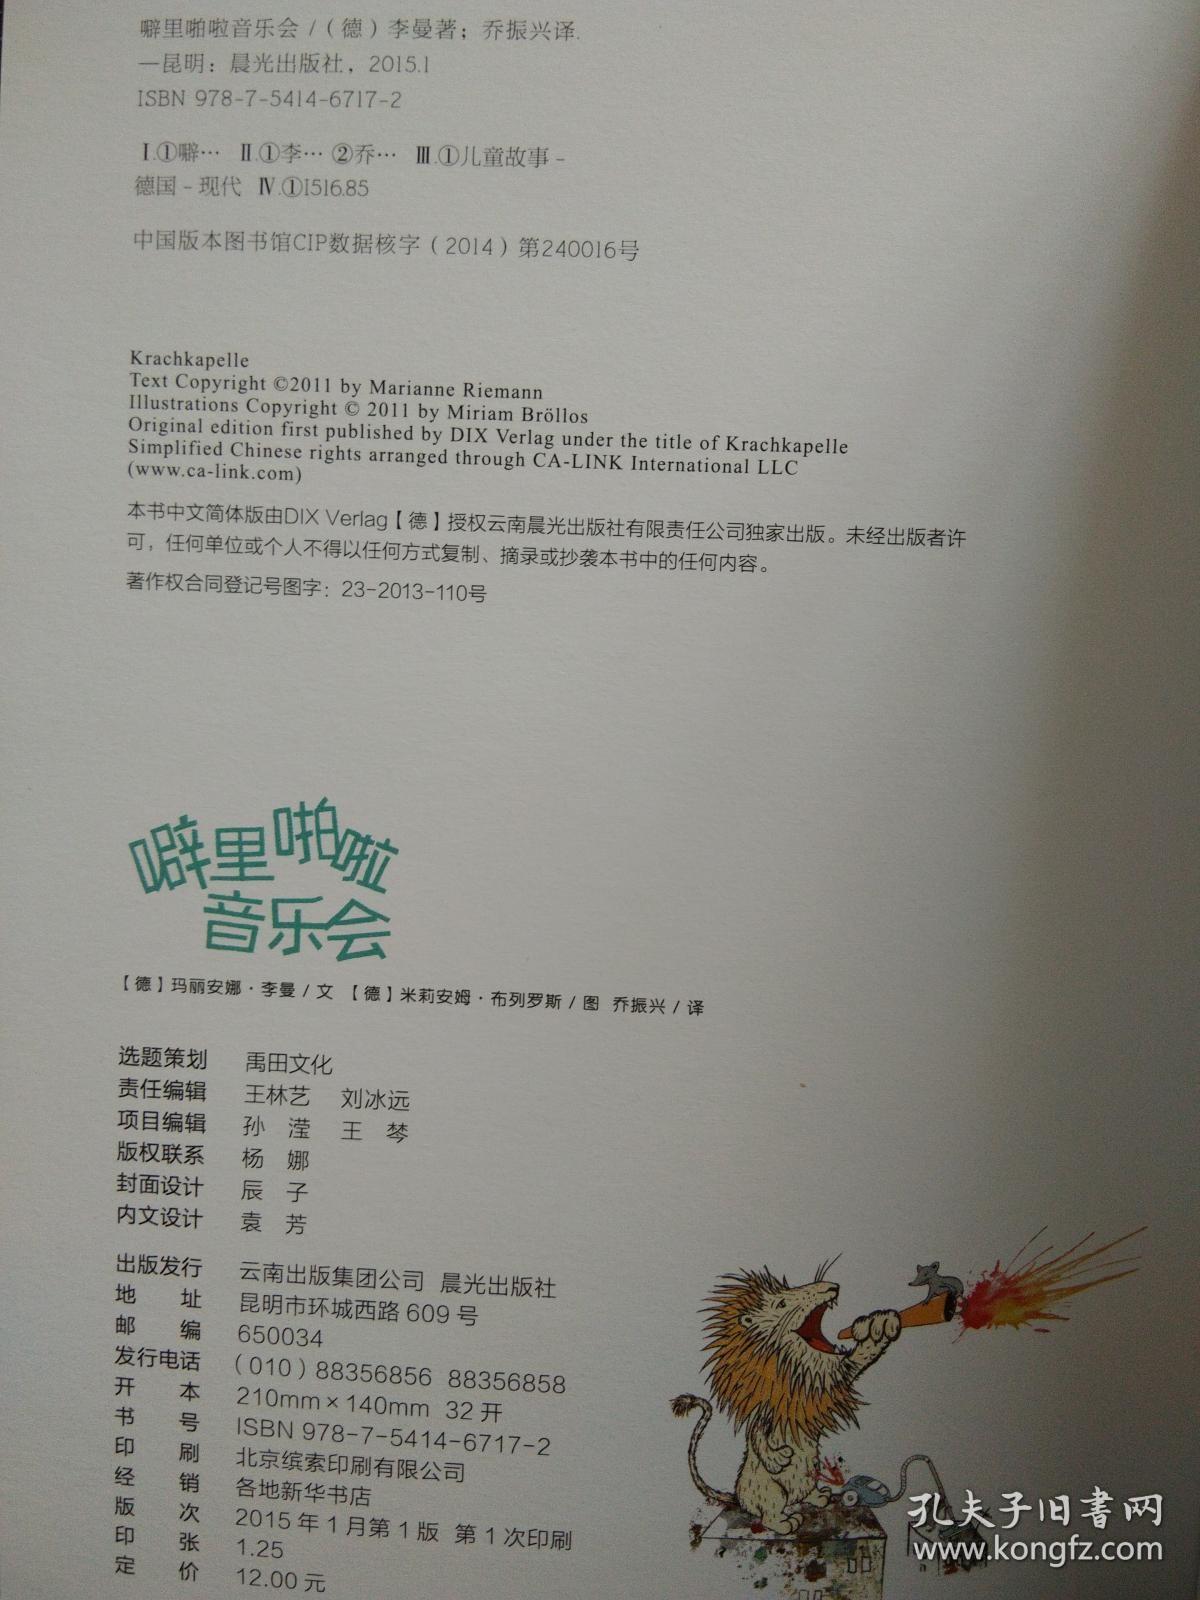 噼里啪啦音乐会 /（德）李曼著；乔振兴译.
—昆明：晨光出版社，2015.1
ISBN 978-7-5414-6717-2
Ⅰ.①噼… Ⅱ.①李… ②乔… Ⅲ.①儿童故事－
德国－现代 Ⅳ.①I516.85
中国版本图书馆CIP数据核字（2014）第240016号
Krachkapelle
Text Copyright ©2011 by Marianne Riemann
Illustrations Copyright © 2011 by Miriam Bröllos
Original edition first published by DIX Verlag under the title of Krachkapelle
Simplified Chinese rights arranged through CA-LINK International LLC
(www.ca-link.com)
本书中文简体版由DIX Verlag【德】授权云南晨光出版社有限责任公司独家出版。未经出版者许
可，任何单位或个人不得以任何方式复制、摘录或抄袭本书中的任何内容。
著作权合同登记号图字：23-2013-110号
噼里啪啦
音乐会
【德】玛丽安娜·李曼 / 文 【德】米莉安姆·布列罗斯 / 图 乔振兴 / 译
选题策划 禹田文化
责任编辑 王林艺 刘冰远
项目编辑 孙 滢 王 琴
版权联系 杨 娜
封面设计 辰 子
内文设计 袁 芳
出版发行 云南出版集团公司 晨光出版社
地 址 昆明市环城西路 609 号
邮 编 650034
发行电话 （010）88356856 88356858
开 本 210mm×140mm 32 开
书 号 ISBN 978-7-5414-6717-2
印 刷 北京缤索印刷有限公司
经 销 各地新华书店
版 次 2015 年 1 月第 1 版 第 1 次印刷
印 张 1.25
定 价 12.00 元
孔夫子旧書网
www.kongfz.com